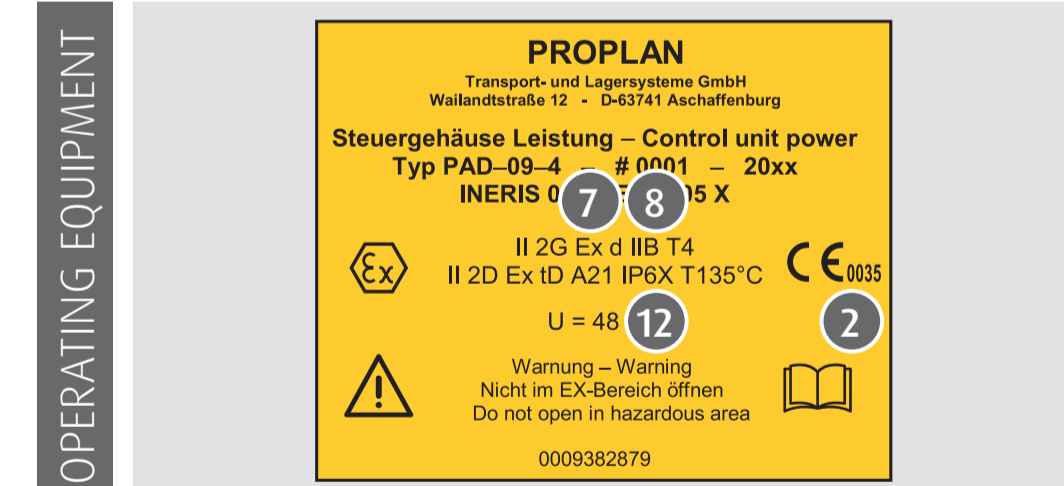 OPERATING EQUIPMENT
PROPLAN
Transport- und Lagersysteme GmbH
Wailandtstraße 12 - D-63741 Aschaffenburg
Steuergehäuse Leistung – Control unit power
Typ PAD–09–4 – # 0001 – 20xx
INERIS 0 7 8 05 X
II 2G Ex d IIB T4
Ex
II 2D Ex tD A21 IP6X T135°C
CE 0035
U = 48 12
2
Warnung – Warning
Nicht im EX-Bereich öffnen
Do not open in hazardous area
0009382879